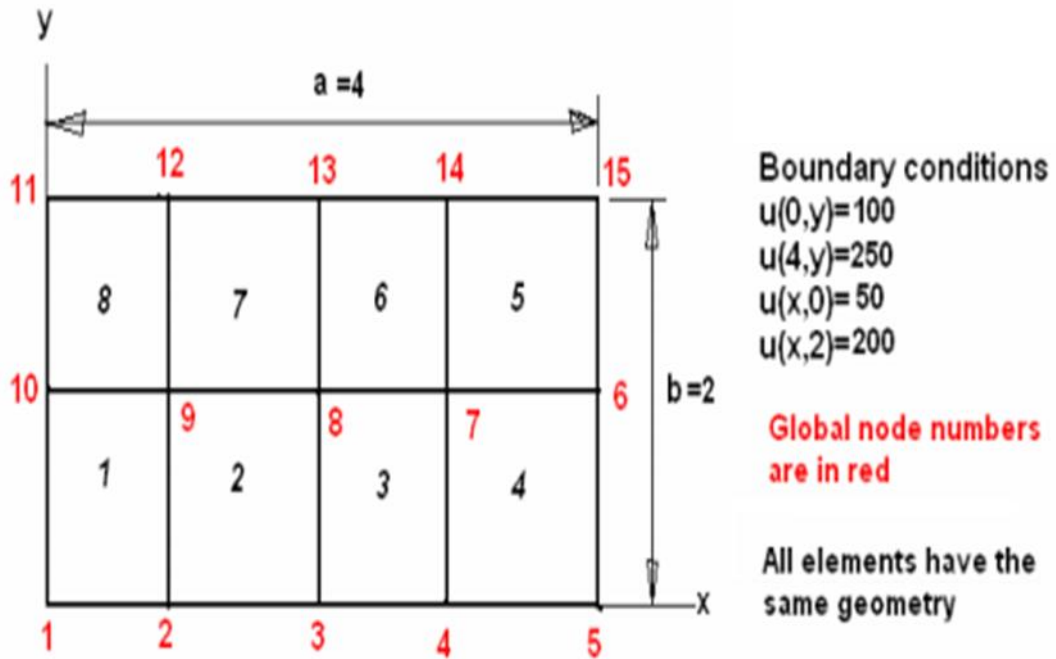 y
a =4
11
12
13
14
15
8
7
6
5
10
9
8
7
6
b =2
1
2
3
4
x
1
2
3
4
5
Boundary conditions
u(0,y)=100
u(4,y)=250
u(x,0)= 50
u(x,2)=200
Global node numbers
are in red
All elements have the
same geometry